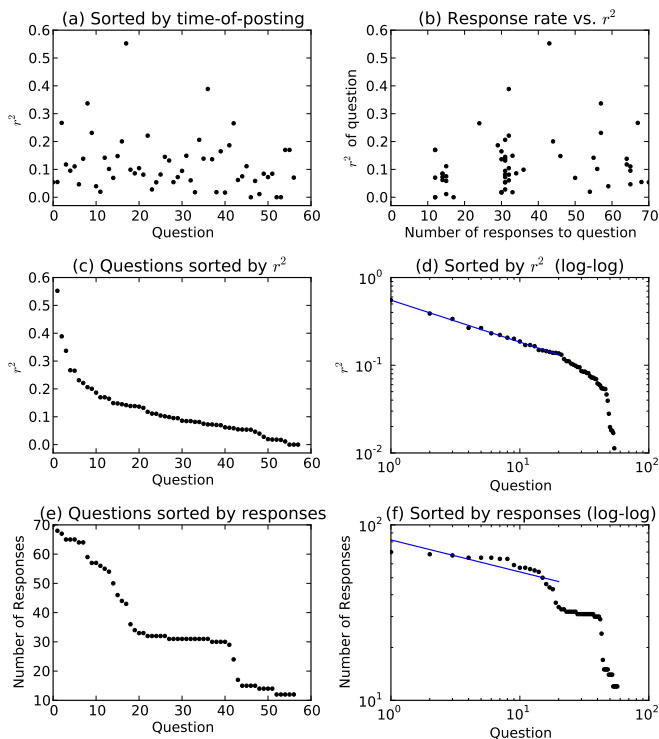 (a) Sorted by time-of-posting
0.6
0.5
0.4
0.3
0.2
0.1
0.0
r²
0 10 20 30 40 50 60
Question
(b) Response rate vs. r²
0.6
0.5
0.4
0.3
0.2
0.1
0.0
r² of question
0 10 20 30 40 50 60 70
Number of responses to question
(c) Questions sorted by r²
0.6
0.5
0.4
0.3
0.2
0.1
0.0
r²
0 10 20 30 40 50 60
Question
(d) Sorted by r² (log-log)
10⁰
10⁻¹
10⁻²
r²
10⁰ 10¹ 10²
Question
(e) Questions sorted by responses
70
60
50
40
30
20
10
Number of Responses
0 10 20 30 40 50 60
Question
(f) Sorted by responses (log-log)
10²
10¹
Number of Responses
10⁰ 10¹ 10²
Question